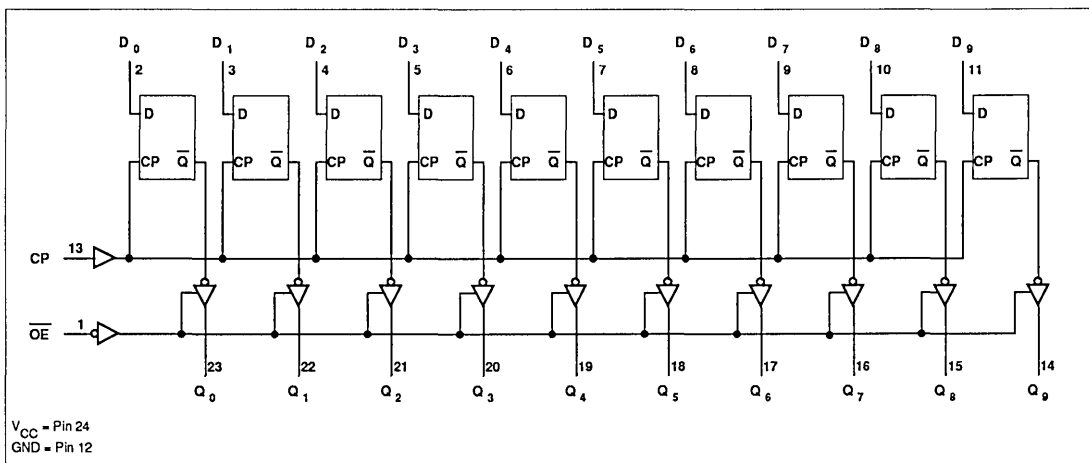 D0 D1 D2 D3 D4 D5 D6 D7 D8 D9
2 3 4 5 6 7 8 9 10 11
D D D D D D D D D D
CP Q̅ CP Q̅ CP Q̅ CP Q̅ CP Q̅ CP Q̅ CP Q̅ CP Q̅ CP Q̅ CP Q̅
CP 13
O̅E̅ 1
23 22 21 20 19 18 17 16 15 14
Q0 Q1 Q2 Q3 Q4 Q5 Q6 Q7 Q8 Q9
VCC = Pin 24
GND = Pin 12